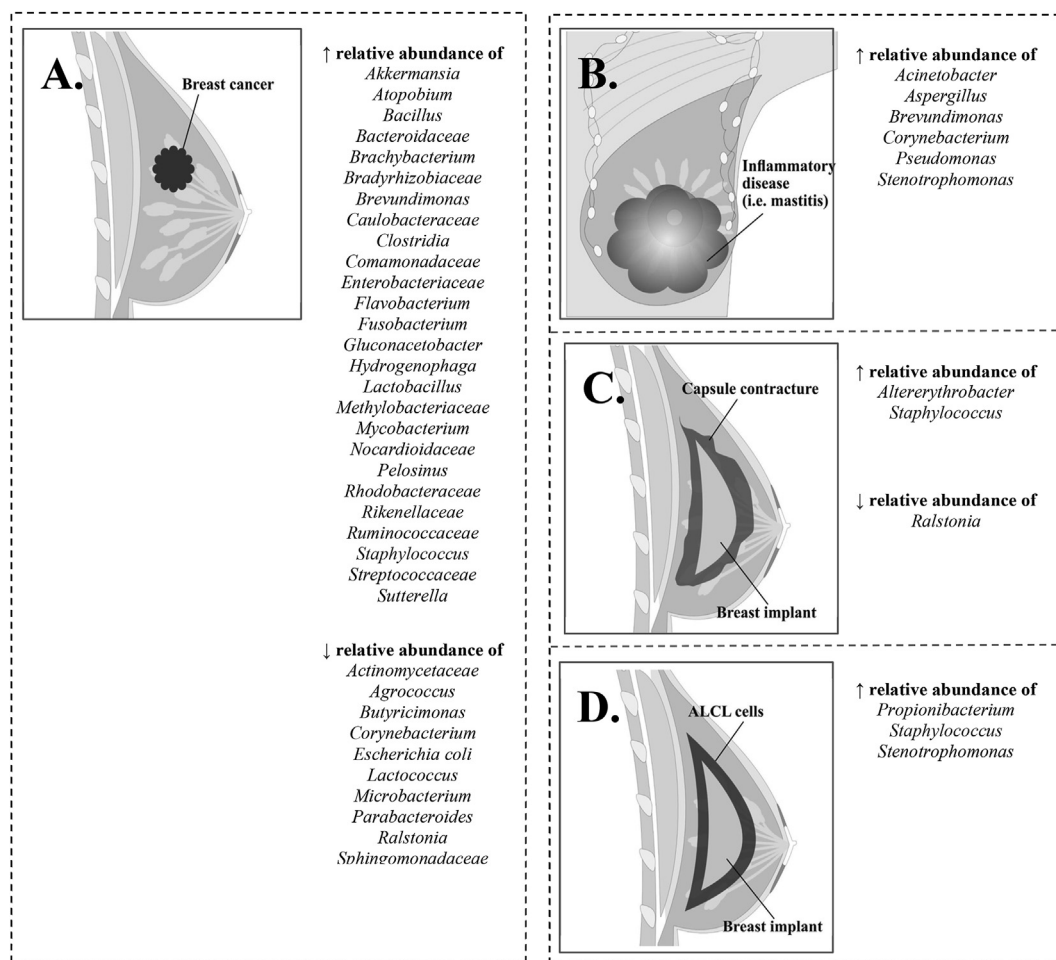 A.
Breast cancer
↑ relative abundance of
Akkermansia
Atopobium
Bacillus
Bacteroidaceae
Brachybacterium
Bradyrhizobiaceae
Brevundimonas
Caulobacteraceae
Clostridia
Comamonadaceae
Enterobacteriaceae
Flavobacterium
Fusobacterium
Gluconacetobacter
Hydrogenophaga
Lactobacillus
Methylobacteriaceae
Mycobacterium
Nocardioidaceae
Pelosinus
Rhodobacteraceae
Rikenellaceae
Ruminococcaceae
Staphylococcus
Streptococcaceae
Sutterella
↓ relative abundance of
Actinomycetaceae
Agrococcus
Butyricimonas
Corynebacterium
Escherichia coli
Lactococcus
Microbacterium
Parabacteroides
Ralstonia
Sphingomonadaceae
B.
Inflammatory
disease
(i.e. mastitis)
↑ relative abundance of
Acinetobacter
Aspergillus
Brevundimonas
Corynebacterium
Pseudomonas
Stenotrophomonas
C.
Capsule contracture
Breast implant
↑ relative abundance of
Altererythrobacter
Staphylococcus
↓ relative abundance of
Ralstonia
D.
ALCL cells
Breast implant
↑ relative abundance of
Propionibacterium
Staphylococcus
Stenotrophomonas